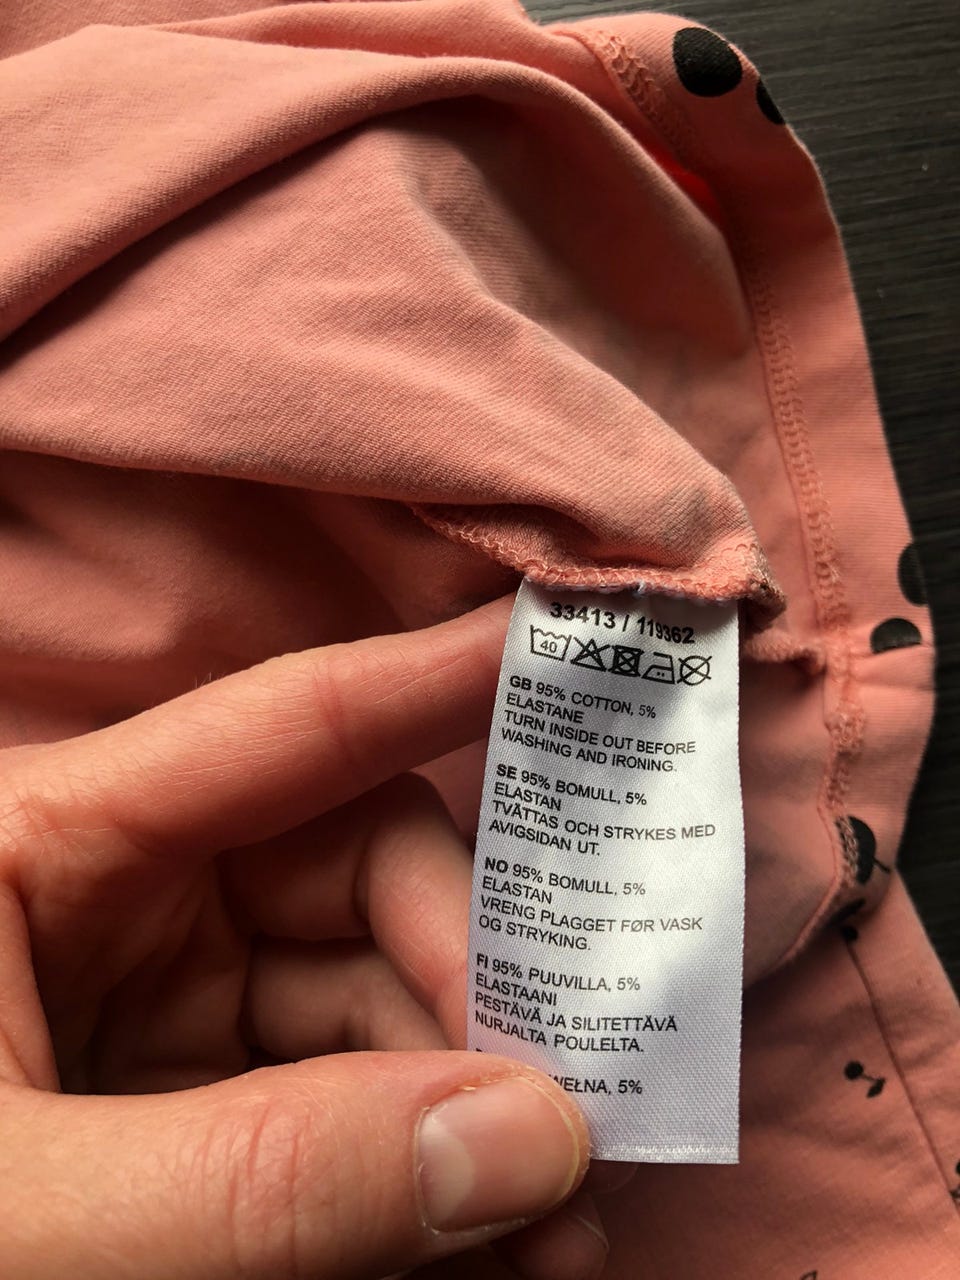 33413 / 119362
40
GB 95% COTTON, 5%
ELASTANE
TURN INSIDE OUT BEFORE
WASHING AND IRONING.
SE 95% BOMULL, 5%
ELASTAN
TVÄTTAS OCH STRYKES MED
AVIGSIDAN UT.
NO 95% BOMULL, 5%
ELASTAN
VRENG PLAGGET FØR VASK
OG STRYKING.
FI 95% PUUVILLA, 5%
ELASTAANI
PESTÄVÄ JA SILITETTÄVÄ
NURJALTA POULELTA.
5%